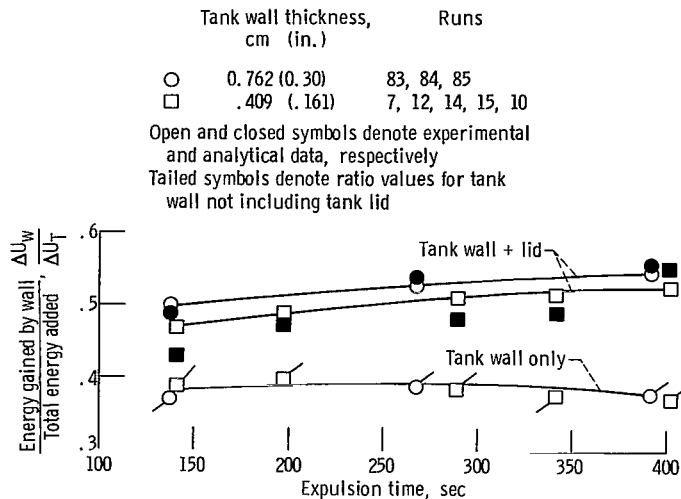 Tank wall thickness, Runs
cm (in.)
0.762 (0.30) 83, 84, 85
.409 (.161) 7, 12, 14, 15, 10
Open and closed symbols denote experimental
and analytical data, respectively
Tailed symbols denote ratio values for tank
wall not including tank lid
Energy gained by wall, ΔU_W
Total energy added ΔU_T
.6
.5
.4
.3
Tank wall + lid
Tank wall only
100 150 200 250 300 350 400
Expulsion time, sec